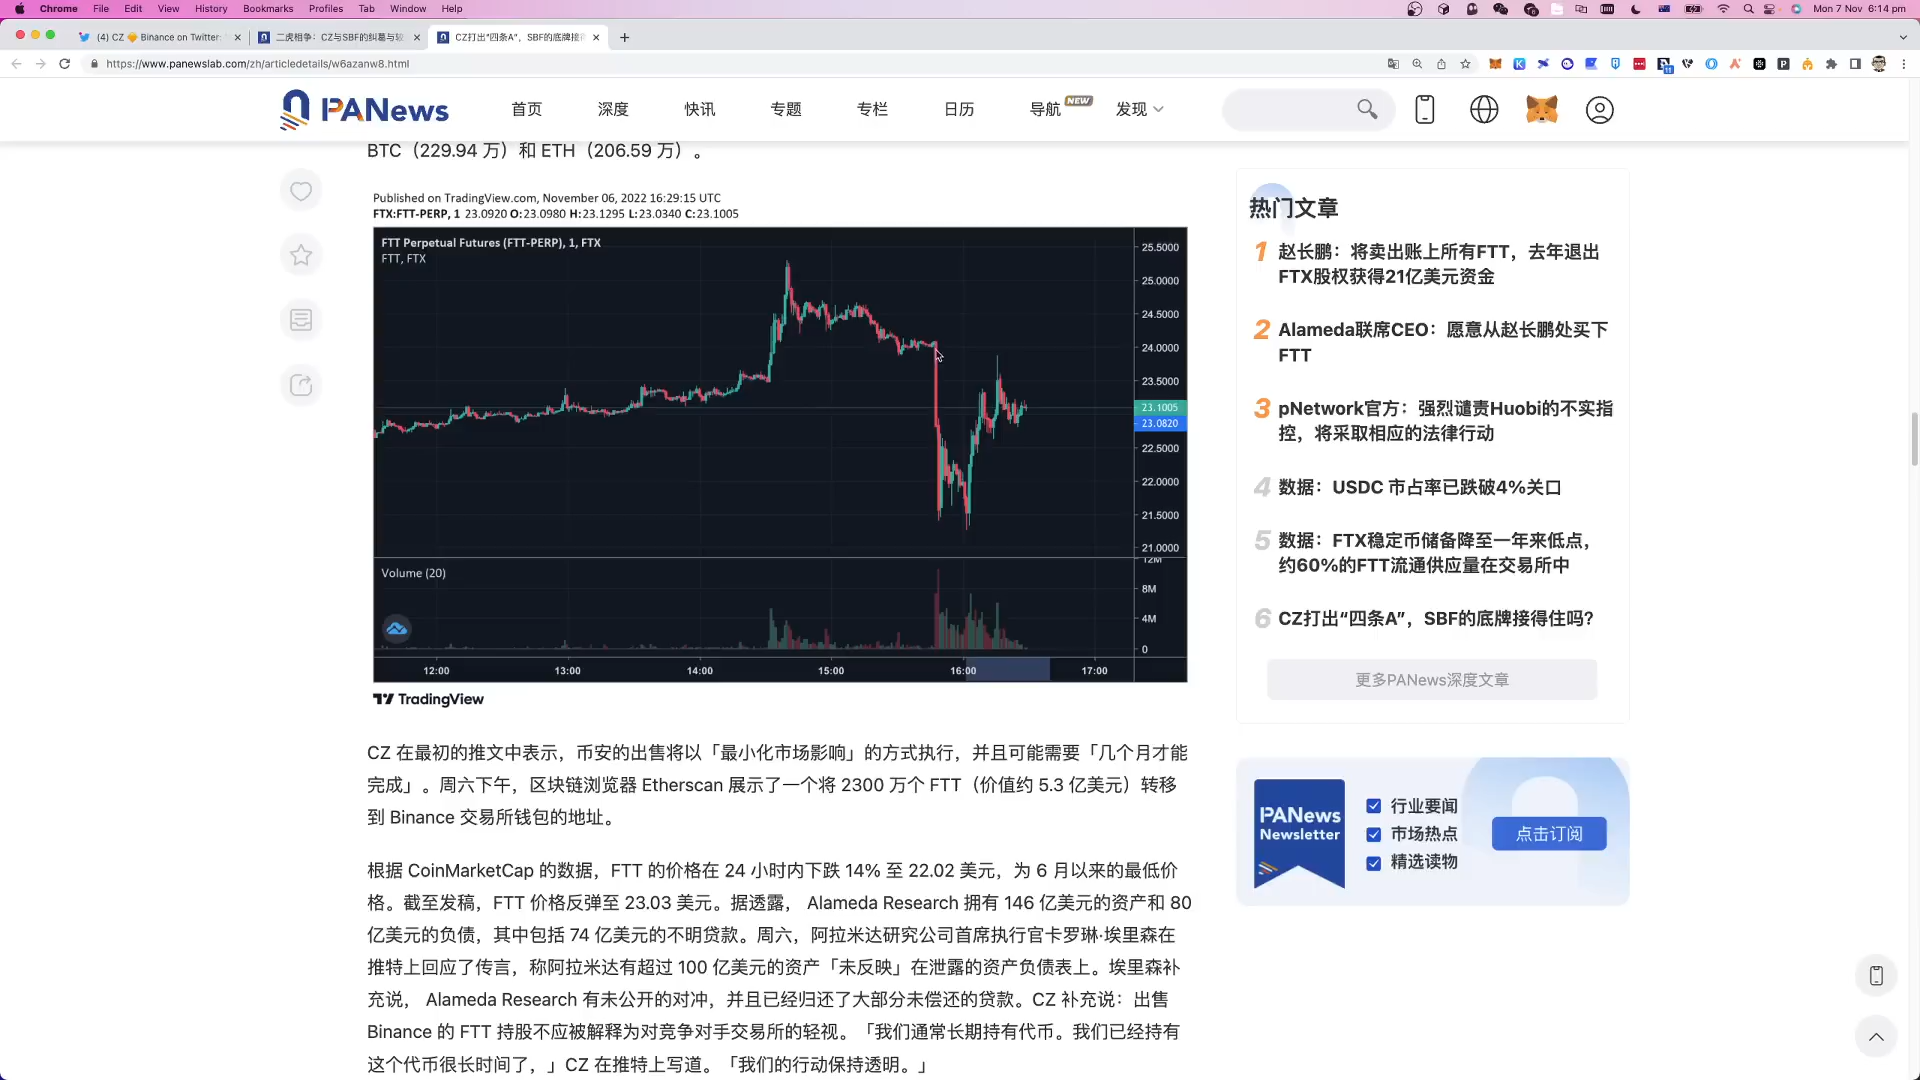 Chrome File Edit View History Bookmarks Profiles Tab Window Help
Mon 7 Nov 6:14 pm
(4) CZ 🔶 Binance on Twitter:
二虎相争：CZ与SBF的纠葛与较
CZ打出“四条A”，SBF的底牌接得
https://www.panewslab.com/zh/articledetails/w6azanw8.html
PANews
首页 深度 快讯 专题 专栏 日历 导航 NEW 发现
BTC（229.94 万）和 ETH（206.59 万）。
Published on TradingView.com, November 06, 2022 16:29:15 UTC
FTX:FTT-PERP, 1 23.0920 O:23.0980 H:23.1295 L:23.0340 C:23.1005
FTT Perpetual Futures (FTT-PERP), 1, FTX
FTT, FTX
25.5000
25.0000
24.5000
24.0000
23.5000
23.1005
23.0820
22.5000
22.0000
21.5000
21.0000
12M
Volume (20)
8M
4M
0
12:00 13:00 14:00 15:00 16:00 17:00
TradingView
CZ 在最初的推文中表示，币安的出售将以「最小化市场影响」的方式执行，并且可能需要「几个月才能
完成」。周六下午，区块链浏览器 Etherscan 展示了一个将 2300 万个 FTT（价值约 5.3 亿美元）转移
到 Binance 交易所钱包的地址。
根据 CoinMarketCap 的数据，FTT 的价格在 24 小时内下跌 14% 至 22.02 美元，为 6 月以来的最低价
格。截至发稿，FTT 价格反弹至 23.03 美元。据透露， Alameda Research 拥有 146 亿美元的资产和 80
亿美元的负债，其中包括 74 亿美元的不明贷款。周六，阿拉米达研究公司首席执行官卡罗琳·埃里森在
推特上回应了传言，称阿拉米达有超过 100 亿美元的资产「未反映」在泄露的资产负债表上。埃里森补
充说， Alameda Research 有未公开的对冲，并且已经归还了大部分未偿还的贷款。CZ 补充说：出售
Binance 的 FTT 持股不应被解释为对竞争对手交易所的轻视。「我们通常长期持有代币。我们已经持有
这个代币很长时间了，」CZ 在推特上写道。「我们的行动保持透明。」
热门文章
1 赵长鹏：将卖出账上所有FTT，去年退出
FTX股权获得21亿美元资金
2 Alameda联席CEO：愿意从赵长鹏处买下
FTT
3 pNetwork官方：强烈谴责Huobi的不实指
控，将采取相应的法律行动
4 数据：USDC 市占率已跌破4%关口
5 数据：FTX稳定币储备降至一年来低点，
约60%的FTT流通供应量在交易所中
6 CZ打出“四条A”，SBF的底牌接得住吗？
更多PANews深度文章
PANews
Newsletter
行业要闻
市场热点
精选读物
点击订阅